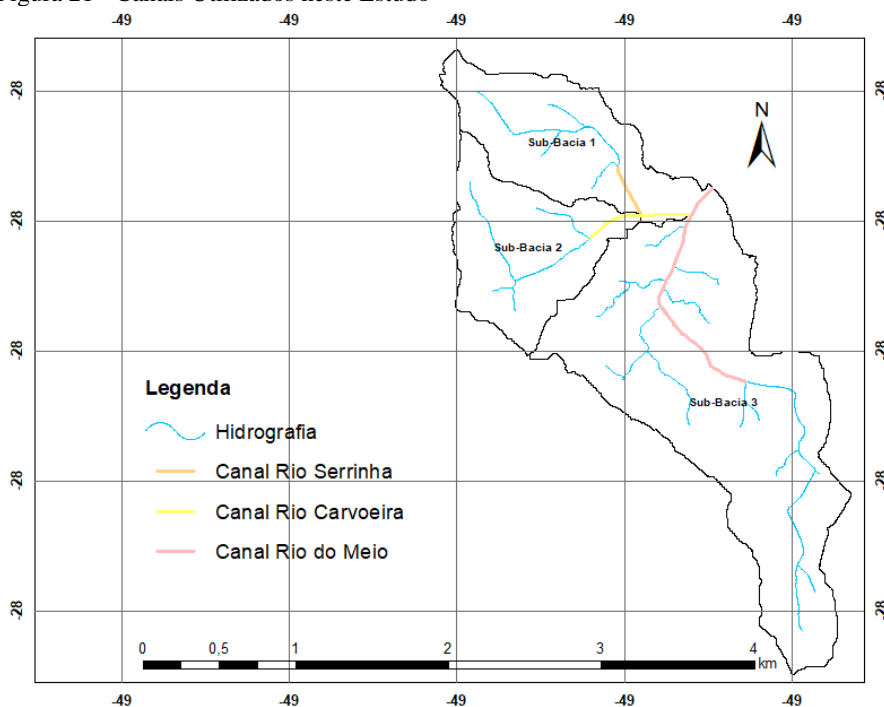 Figura 21 - Canais Utilizados neste Estudo
-49 -49 -49 -49 -49
-28 -28
N
Sub-Bacia 1
-28 -28
Sub-Bacia 2
-28 -28
Legenda
Sub-Bacia 3
Hidrografia
Canal Rio Serrinha
-28 -28
Canal Rio Carvoeira
Canal Rio do Meio
-28 -28
0 0,5 1 2 3 4
km
-49 -49 -49 -49 -49